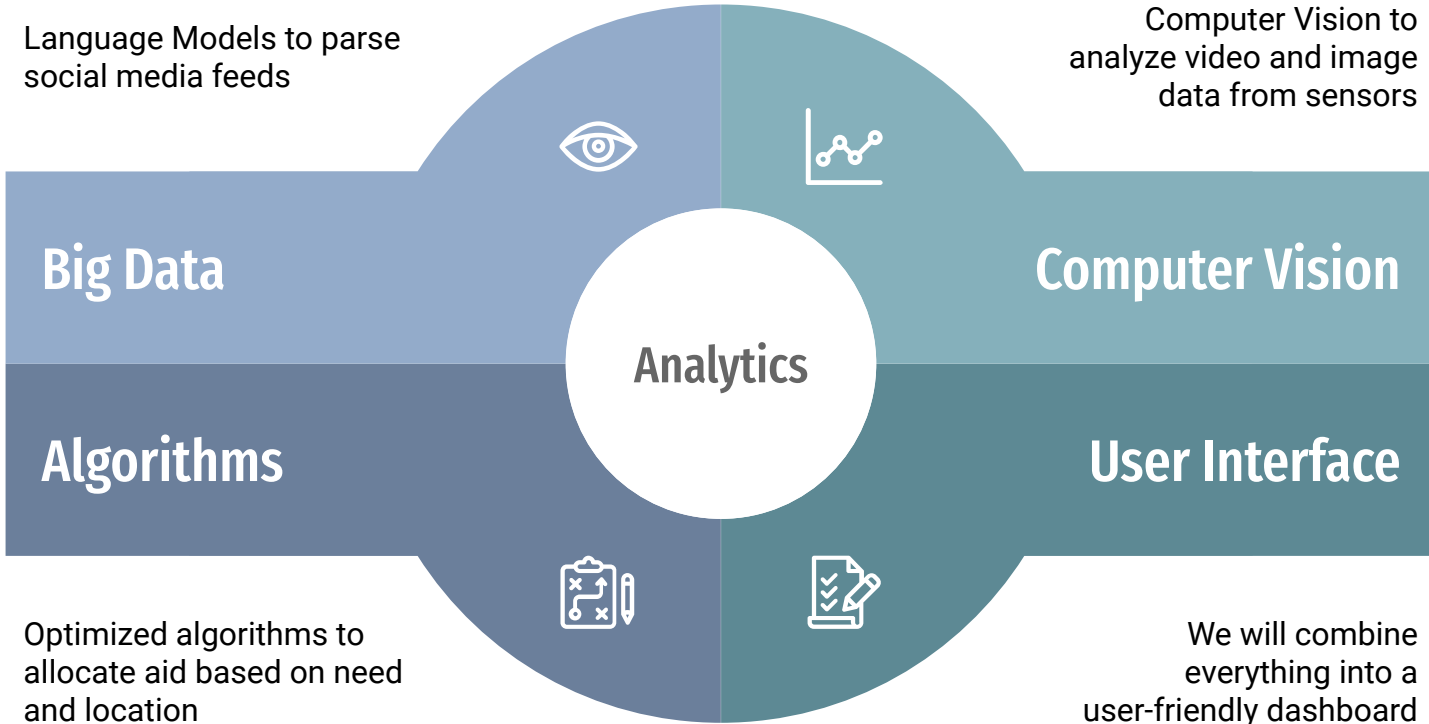 Language Models to parse
social media feeds
Computer Vision to
analyze video and image
data from sensors
Big Data
Computer Vision
Analytics
Algorithms
User Interface
Optimized algorithms to
allocate aid based on need
and location
We will combine
everything into a
user-friendly dashboard